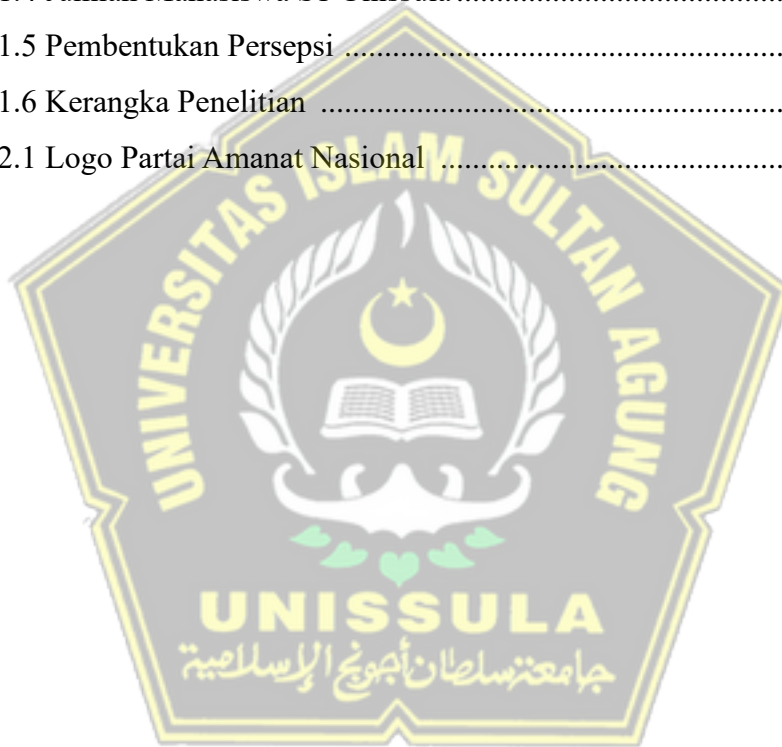 1.5 Pembentukan Persepsi ........................................................
1.6 Kerangka Penelitian ...........................................................
2.1 Logo Partai Amanat Nasional ...........................................
UNIVERSITAS ISLAM SULTAN AGUNG
UNISSULA
جامعنسلطان أجونج الإسلامية